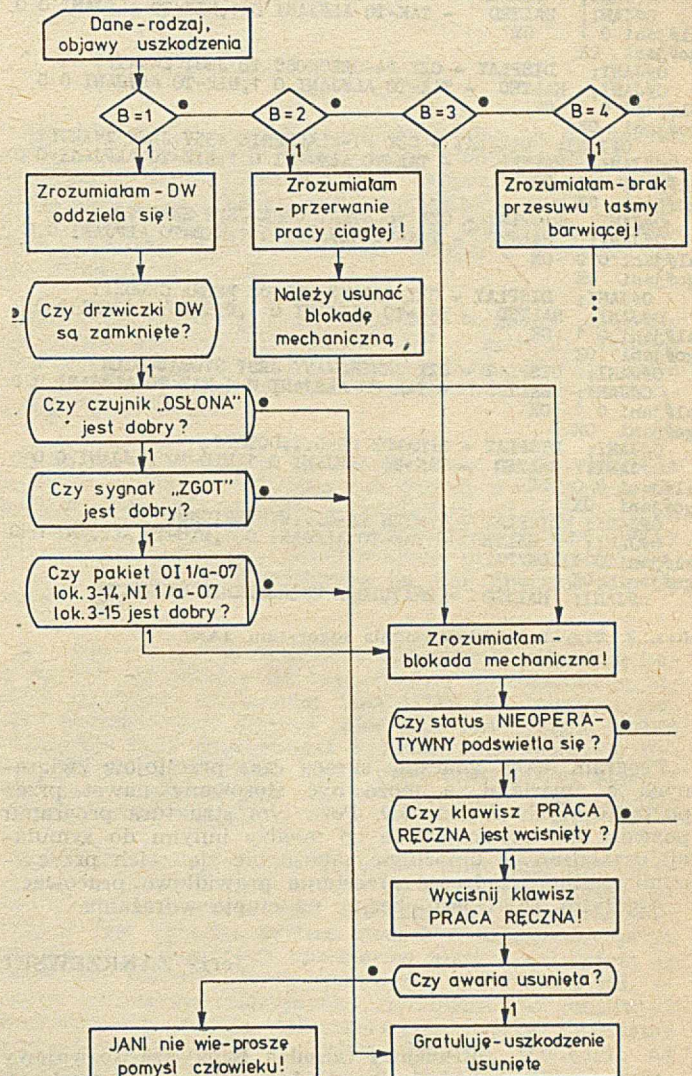 Dane-rodzaj,
objawy uszkodzenia
B=1
B=2
B=3
B=4
1
1
1
1
Zrozumiałam-DW
oddziela się!
Zrozumiałam
-przerwanie
pracy ciągłej!
Zrozumiałam-brak
przesuwu taśmy
barwiącej!
Czy drzwiczki DW
są zamknięte?
Należy usunąć
blokadę
mechaniczną
1
Czy czujnik „OSŁONA"
jest dobry?
1
Czy sygnał „ZGOT"
jest dobry?
1
Czy pakiet OI 1/a-07
lok.3-14,NI 1/a-07
lok.3-15 jest dobry?
1
Zrozumiałam-
blokada mechaniczna!
Czy status NIEOPERA-
TYWNY podświetla się?
1
Czy klawisz PRACA
RĘCZNA jest wciśnięty?
1
Wyciśnij klawisz
PRACA RĘCZNA!
Czy awaria usunięta?
1
JANI nie wie-proszę
pomyśl człowieku!
Gratuluję-uszkodzenie
usunięte